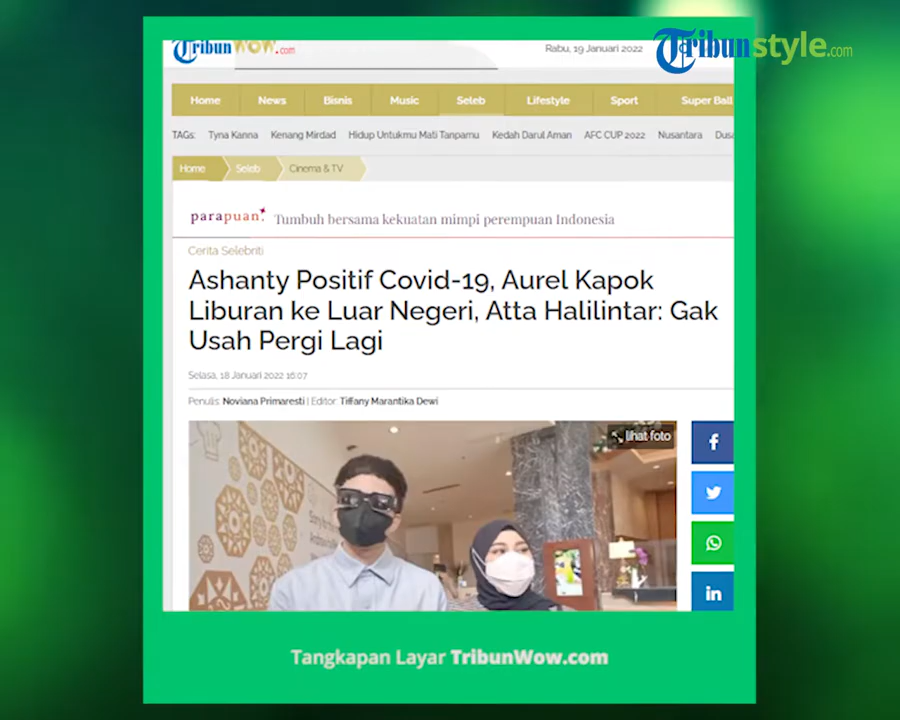 TribunWOW.com
Rabu, 19 Januari 2022
Tribunstyle.com
Home News Bisnis Music Seleb Lifestyle Sport Super Ball
TAGs: Tyna Kanna Kenang Mirdad Hidup Untukmu Mati Tanpamu Kedah Darul Aman AFC CUP 2022 Nusantara
Home Seleb Cinema & TV
parapuan. Tumbuh bersama kekuatan mimpi perempuan Indonesia
Cerita Selebriti
Ashanty Positif Covid-19, Aurel Kapok
Liburan ke Luar Negeri, Atta Halilintar: Gak
Usah Pergi Lagi
Selasa, 18 Januari 2022 16:07
Penulis: Noviana Primaresti | Editor: Tiffany Marantika Dewi
lihat foto
Tangkapan Layar TribunWow.com